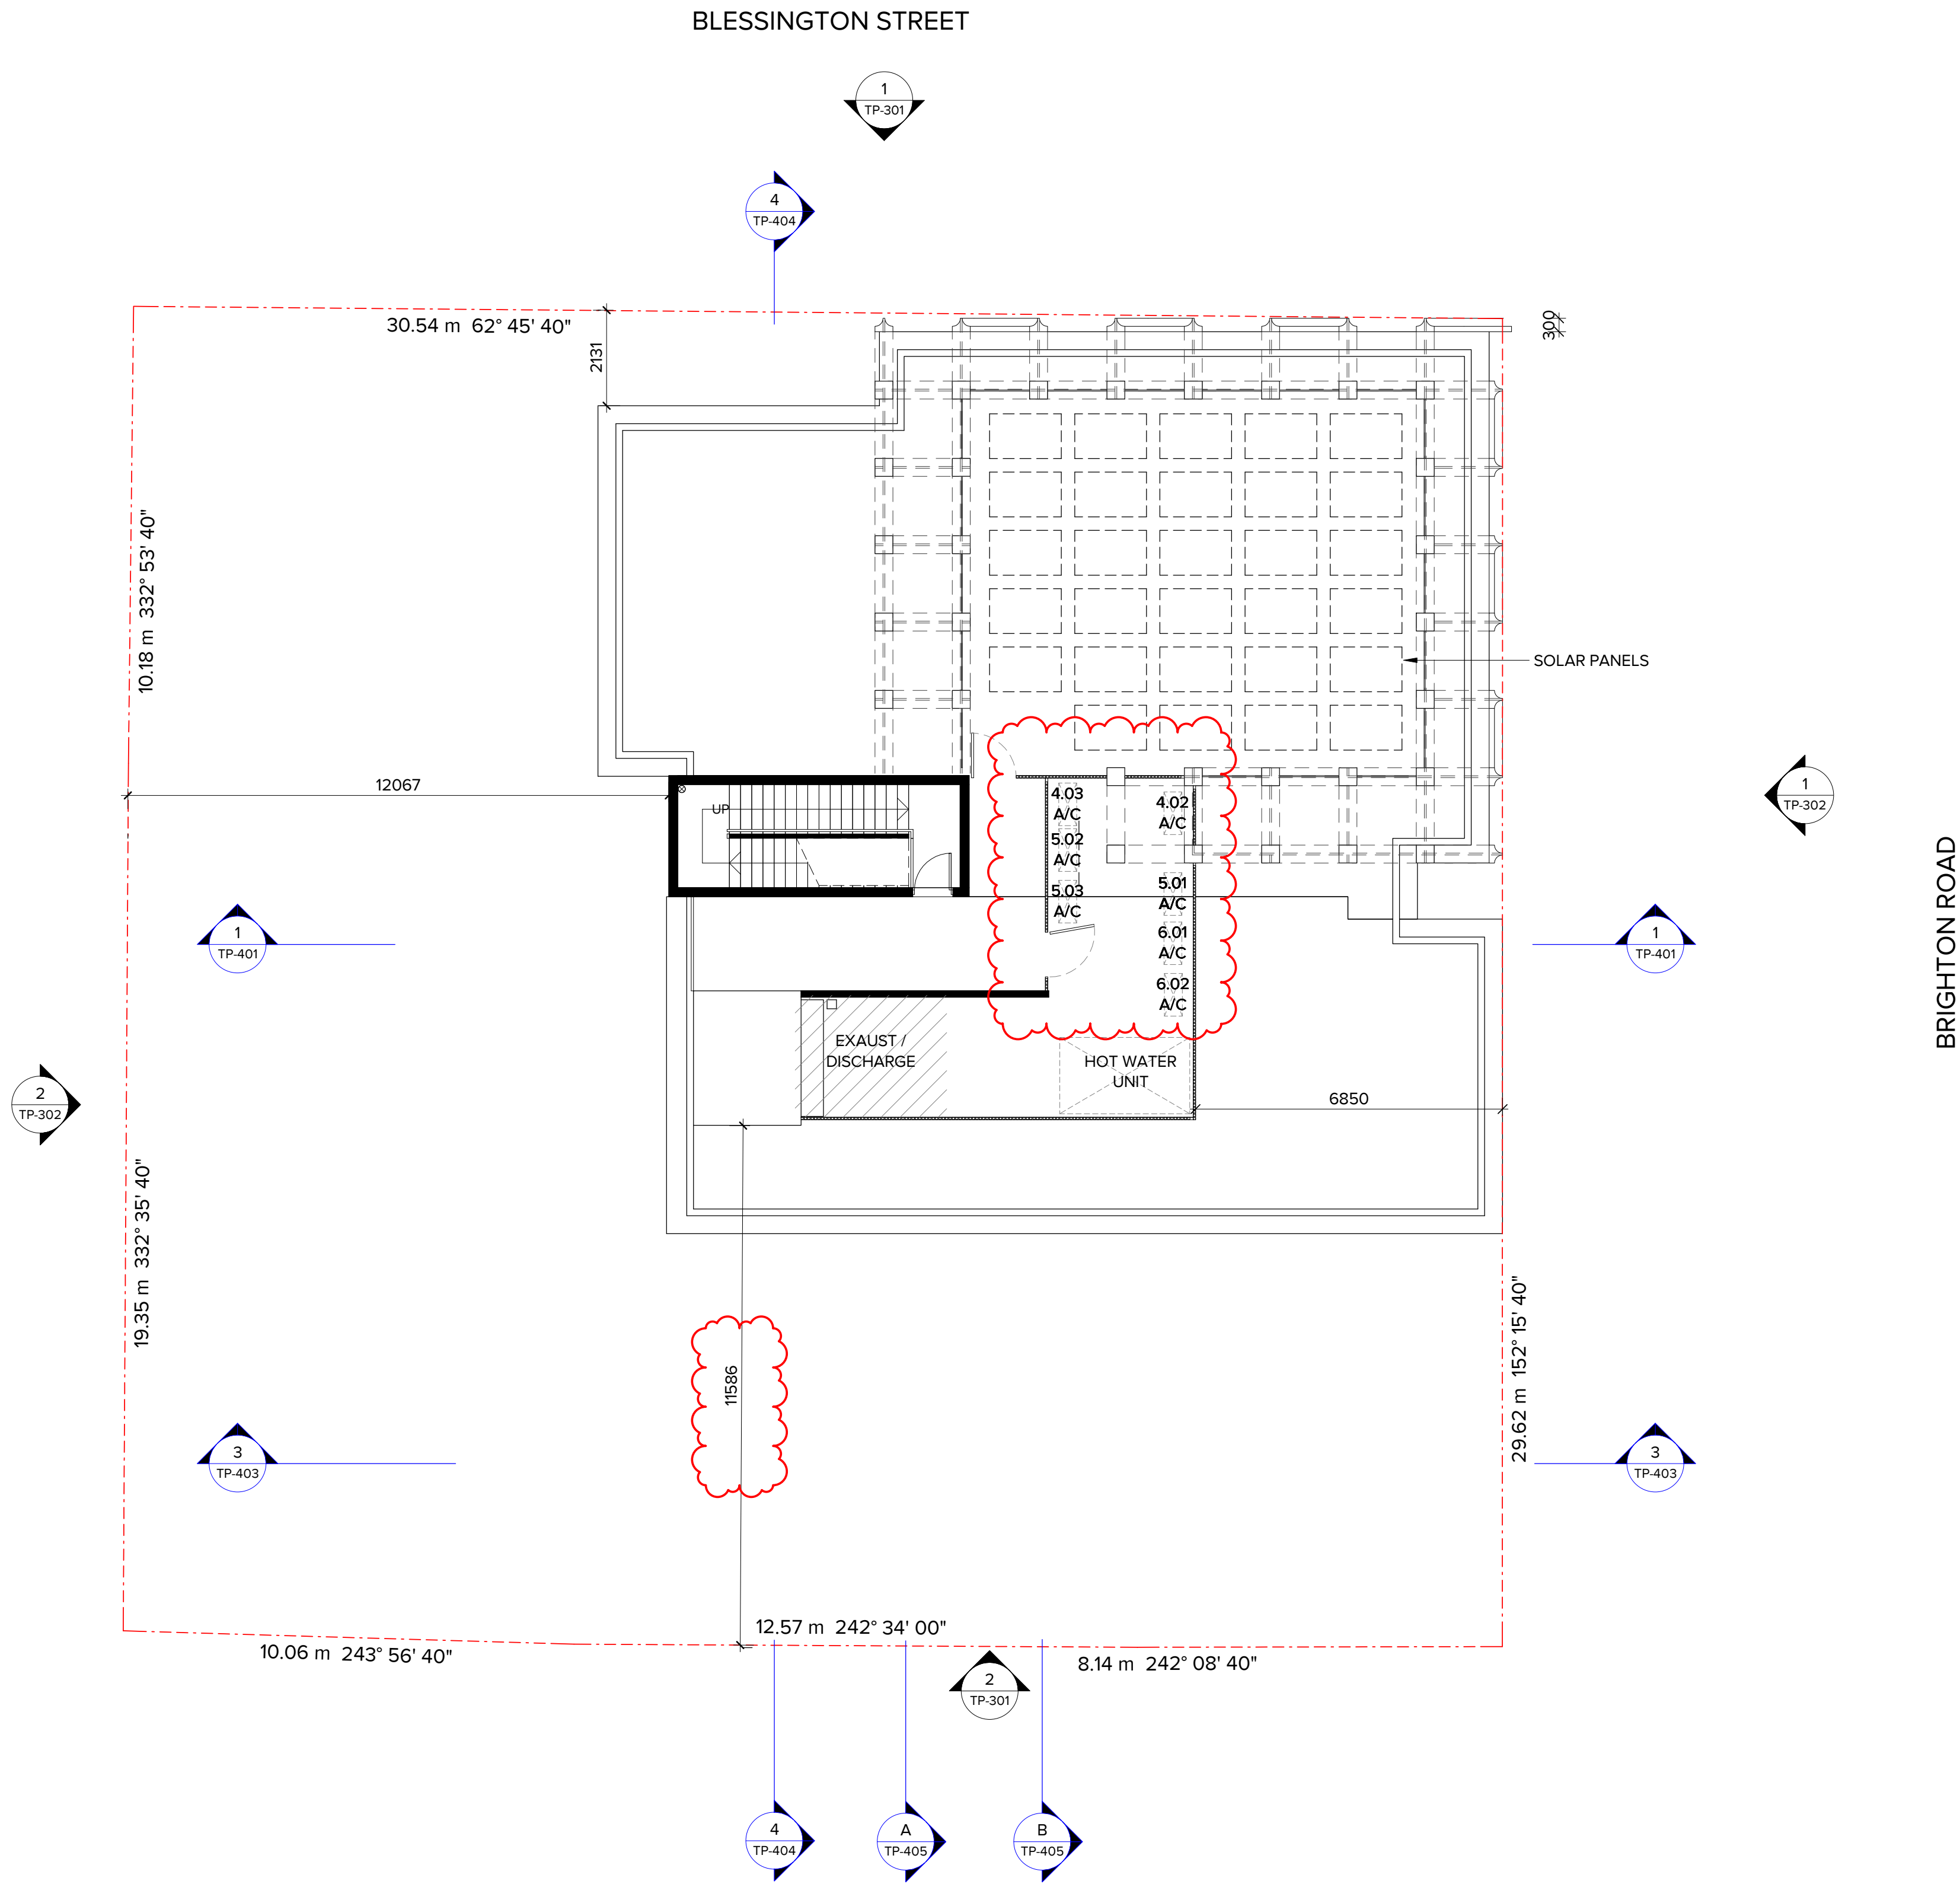 BLESSINGTON STREET
1
TP-301
4
TP-404
30.54 m 62° 45' 40"
2131
300
10.18 m 332° 53' 40"
SOLAR PANELS
12067
UP
4.03
A/C
4.02
A/C
5.02
A/C
5.03
A/C
5.01
A/C
6.01
A/C
6.02
A/C
1
TP-302
BRIGHTON ROAD
1
TP-401
1
TP-401
EXAUST /
DISCHARGE
HOT WATER
UNIT
6850
2
TP-302
19.35 m 332° 35' 40"
11586
29.62 m 152° 15' 40"
3
TP-403
3
TP-403
10.06 m 243° 56' 40"
12.57 m 242° 34' 00"
8.14 m 242° 08' 40"
2
TP-301
4
TP-404
A
TP-405
B
TP-405